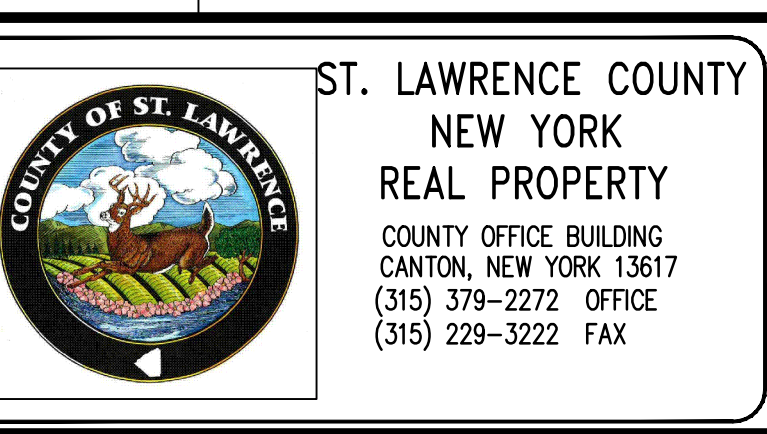 COUNTY OF ST. LAWRENCE
ST. LAWRENCE COUNTY
NEW YORK
REAL PROPERTY
COUNTY OFFICE BUILDING
CANTON, NEW YORK 13617
(315) 379-2272 OFFICE
(315) 229-3222 FAX